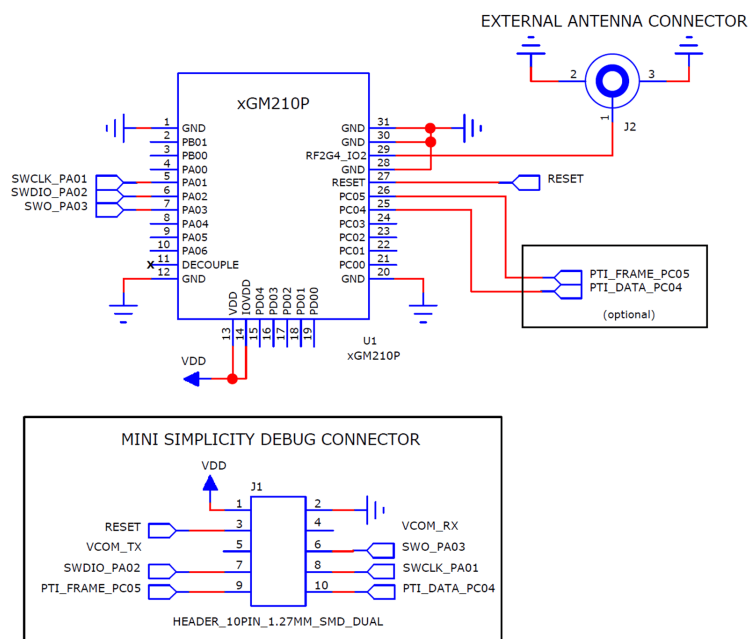 EXTERNAL ANTENNA CONNECTOR
2
3
1
J2
xGM210P
1 GND
2 PB01
3 PB00
4 PA00
SWCLK_PA01 5 PA01
SWDIO_PA02 6 PA02
SWO_PA03 7 PA03
8 PA04
9 PA05
10 PA06
x 11 DECOUPLE
12 GND
GND 31
GND 30
RF2G4_IO2 29
GND 28
RESET 27 RESET
PC05 26
PC04 25
PC03 24
PC02 23
PC01 22
PC00 21
GND 20
PTI_FRAME_PC05
PTI_DATA_PC04
(optional)
VDD IOVDD PD04 PD03 PD02 PD01 PD00
13 14 15 16 17 18 19
U1
xGM210P
VDD
MINI SIMPLICITY DEBUG CONNECTOR
VDD
J1
1 2
RESET 3 4 VCOM_RX
VCOM_TX 5 6 SWO_PA03
SWDIO_PA02 7 8 SWCLK_PA01
PTI_FRAME_PC05 9 10 PTI_DATA_PC04
HEADER_10PIN_1.27MM_SMD_DUAL